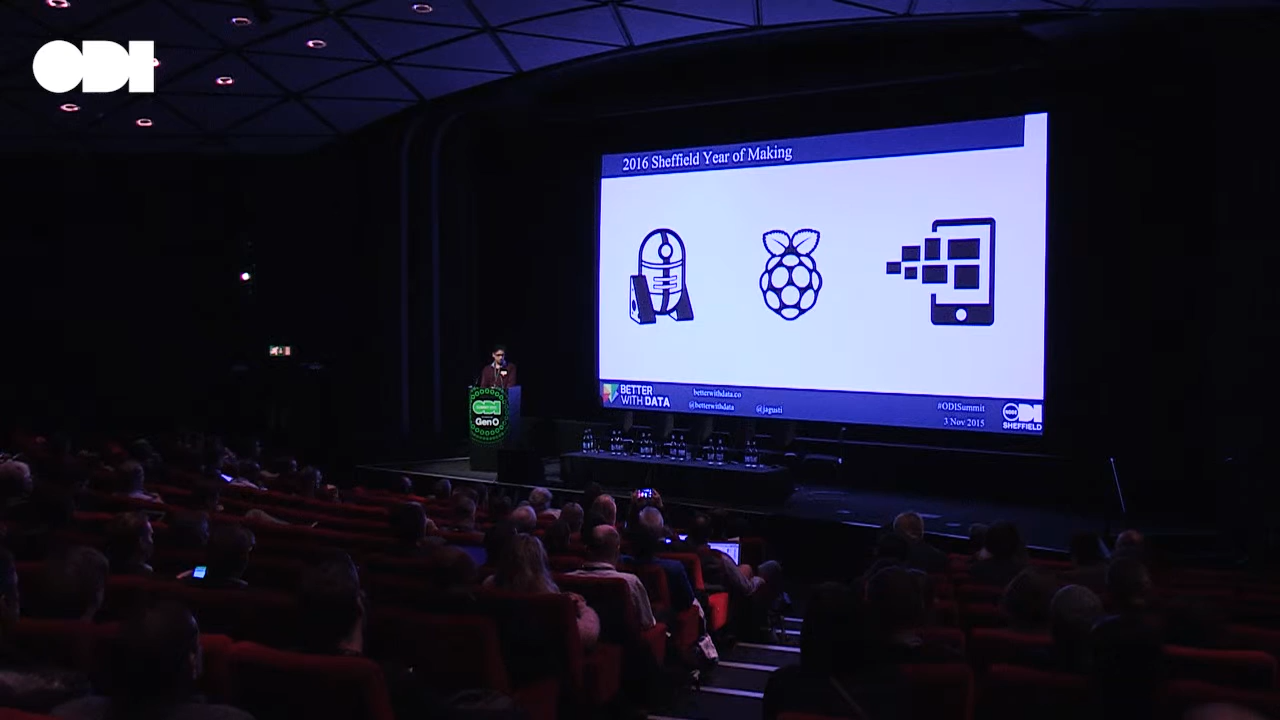 ODI
2016 Sheffield Year of Making
BETTER
WITH DATA
betterwithdata.co
@betterwithdata
@jagusti
#ODISummit
3 Nov 2015
ODI
SHEFFIELD
ODI
Gen O